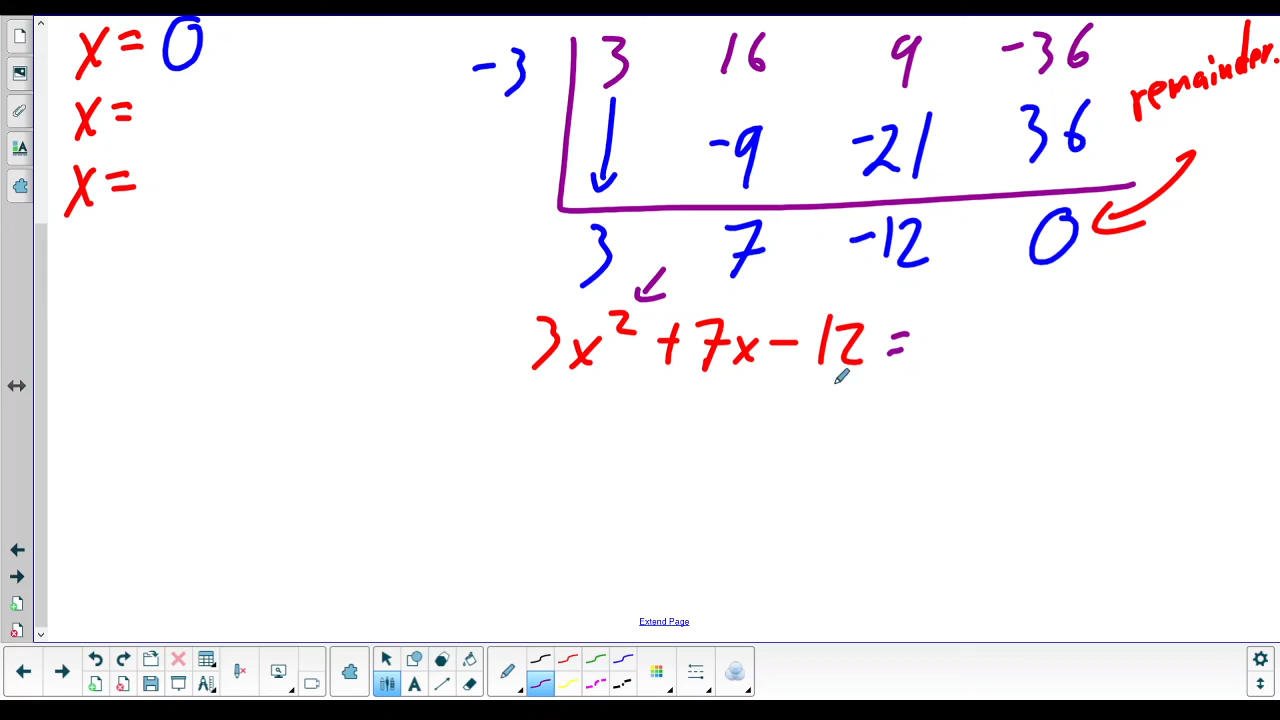 x = 0
x =
x =
-3 | 3 16 9 -36
-9 -21 36
3 7 -12 0
remainder.
3x² + 7x - 12 =
Extend Page